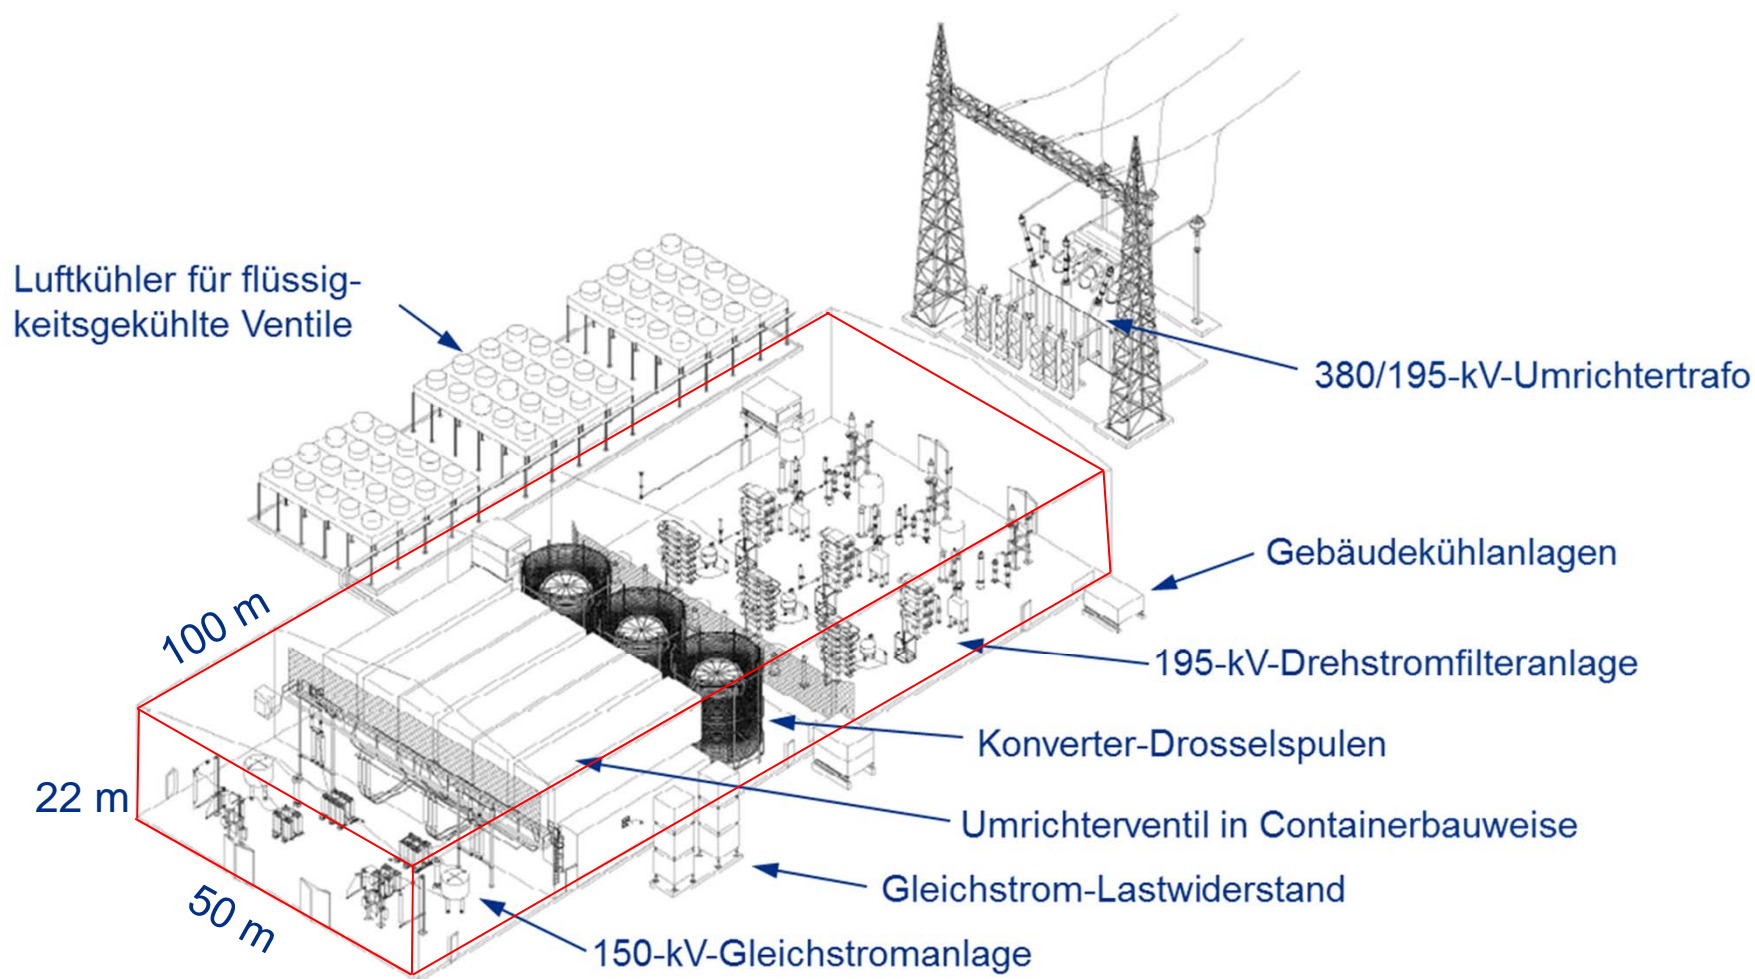 Luftkühler für flüssig-
keitsgekühlte Ventile
380/195-kV-Umrichtertrafo
Gebäudekühlanlagen
100 m
195-kV-Drehstromfilteranlage
Konverter-Drosselspulen
22 m
Umrichterventil in Containerbauweise
Gleichstrom-Lastwiderstand
50 m
150-kV-Gleichstromanlage